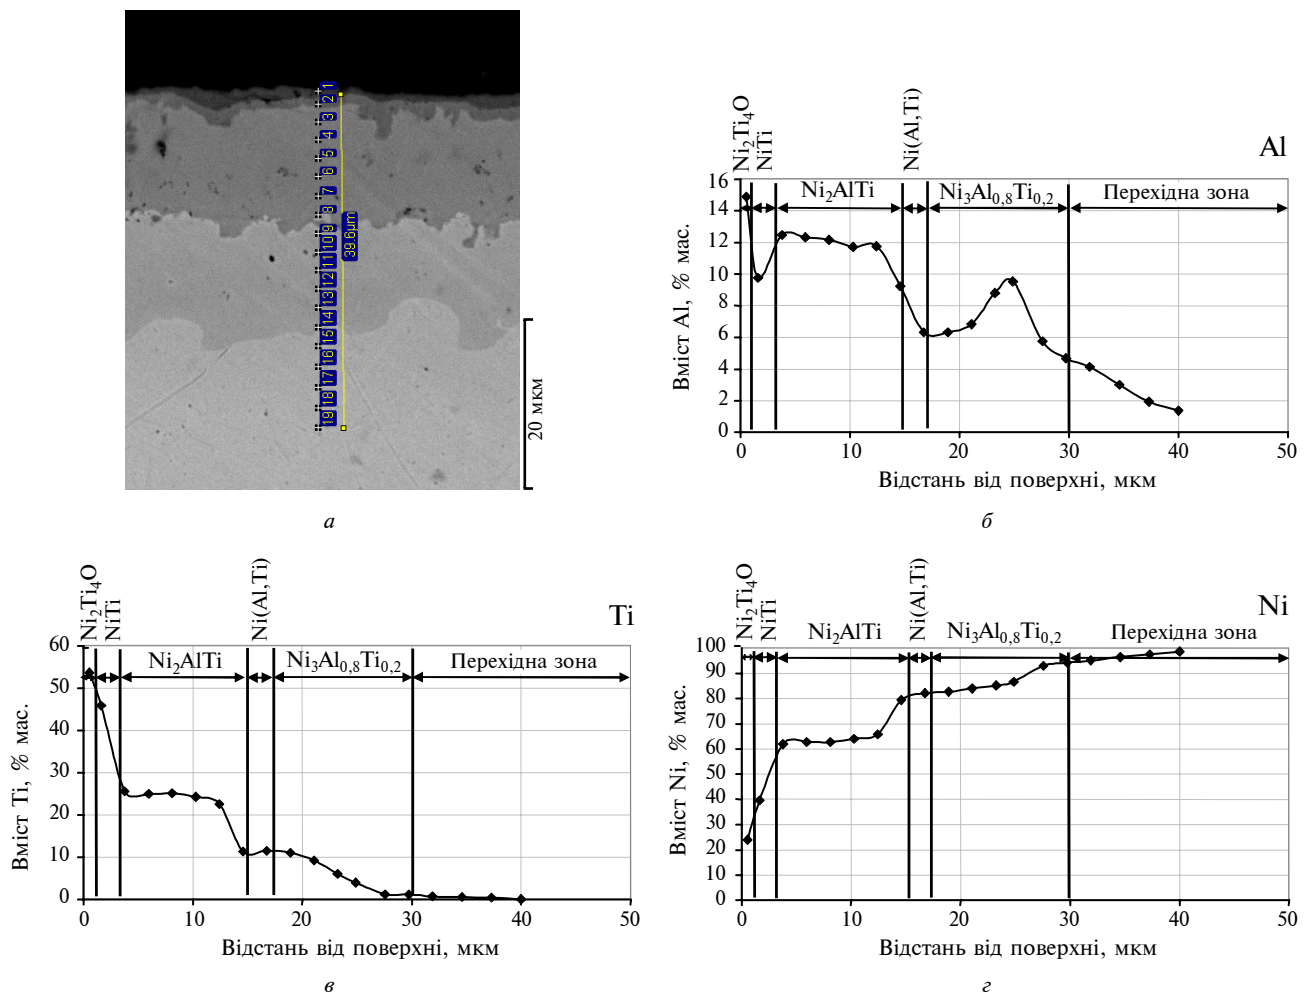 1
2
3
4
5
6
7
8
9
10
11
12
13
14
15
16
17
18
19
39.6um
20 мкм
а
Ni2Ti4O
NiTi
Ni(Al,Ti)
Al
Ni2AlTi
Ni3Al0,8Ti0,2
Перехідна зона
Вміст Al, % мас.
16
14
12
10
8
6
4
2
0
0 10 20 30 40 50
Відстань від поверхні, мкм
б
Ni2Ti4O
NiTi
Ni(Al,Ti)
Ti
Ni2AlTi
Ni3Al0,8Ti0,2
Перехідна зона
Вміст Ti, % мас.
60
50
40
30
20
10
0
0 10 20 30 40 50
Відстань від поверхні, мкм
в
Ni2Ti4O
NiTi
Ni(Al,Ti)
Ni
Ni2AlTi
Ni3Al0,8Ti0,2
Перехідна зона
Вміст Ni, % мас.
100
90
80
70
60
50
40
30
20
10
0
0 10 20 30 40 50
Відстань від поверхні, мкм
г